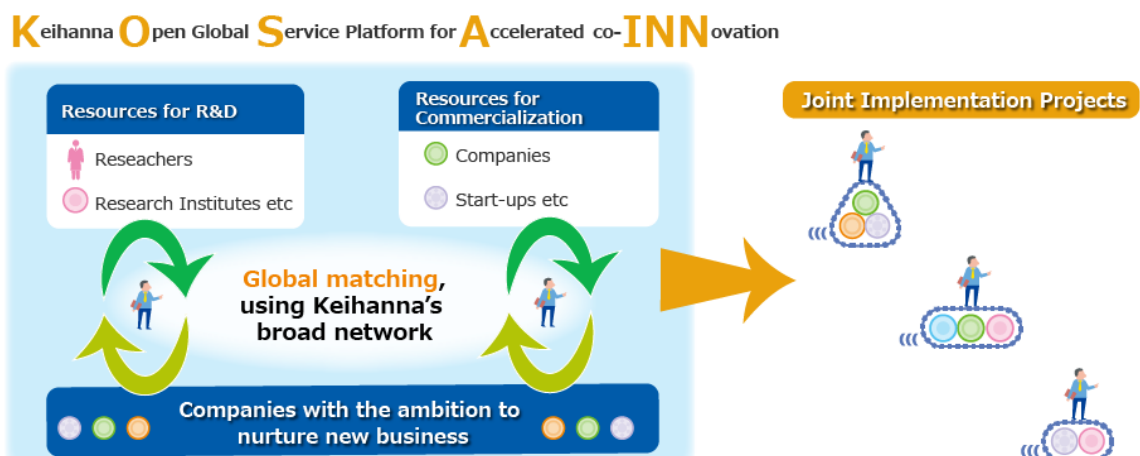 Keihanna Open Global Service Platform for Accelerated co-INNovation
Resources for R&D
Reseachers
Research Institutes etc
Resources for
Commercialization
Companies
Start-ups etc
Global matching,
using Keihanna's
broad network
Companies with the ambition to
nurture new business
Joint Implementation Projects